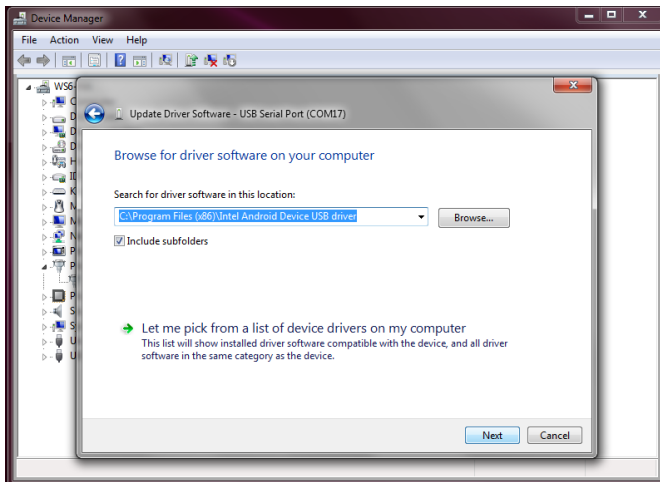 Device Manager
File Action View Help
WS6-
Update Driver Software - USB Serial Port (COM17)
Browse for driver software on your computer
Search for driver software in this location:
C:\Program Files (x86)\Intel Android Device USB driver
Browse...
Include subfolders
Let me pick from a list of device drivers on my computer
This list will show installed driver software compatible with the device, and all driver
software in the same category as the device.
Next Cancel